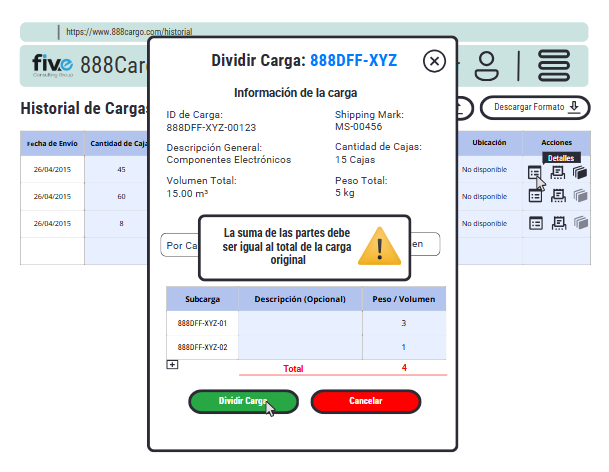 https://www.888cargo.com/historial
five
Consulting Group
888Carg
Historial de Cargas
Descargar Formato
Fecha de Envío
Cantidad de Caja
Ubicación
Acciones
Detalles
26/04/2015
45
No disponible
26/04/2015
60
No disponible
26/04/2015
8
No disponible
Dividir Carga: 888DFF-XYZ
Información de la carga
ID de Carga:
888DFF-XYZ-00123
Shipping Mark:
MS-00456
Descripción General:
Componentes Electrónicos
Cantidad de Cajas:
15 Cajas
Volumen Total:
15.00 m³
Peso Total:
5 kg
Por Ca
en
La suma de las partes debe
ser igual al total de la carga
original
Subcarga
Descripción (Opcional)
Peso / Volumen
888DFF-XYZ-01
3
888DFF-XYZ-02
1
Total
4
Dividir Carga
Cancelar